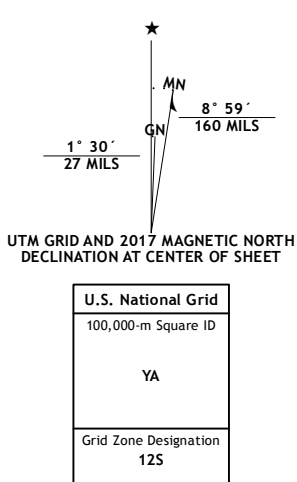 ★
MN
GN
8° 59´
160 MILS
1° 30´
27 MILS
UTM GRID AND 2017 MAGNETIC NORTH
DECLINATION AT CENTER OF SHEET
U.S. National Grid
100,000-m Square ID
YA
Grid Zone Designation
12S